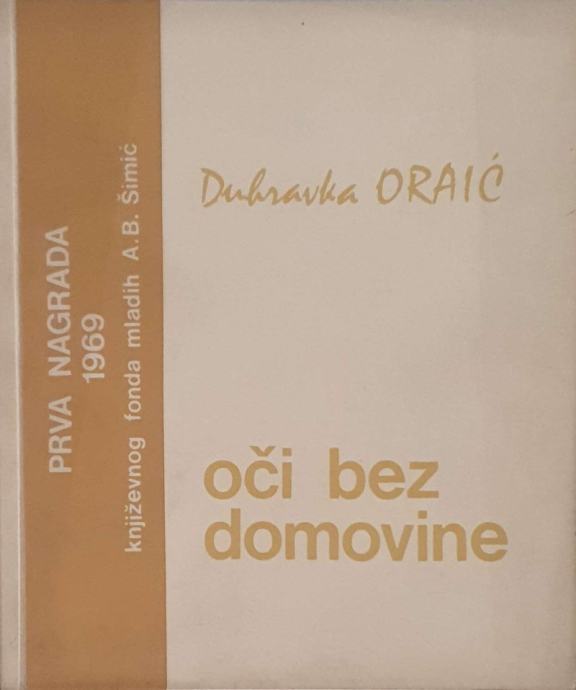 PRVA NAGRADA
1969
književnog fonda mladih A.B. Šimić
Dubravka ORAIĆ
oči bez
domovine